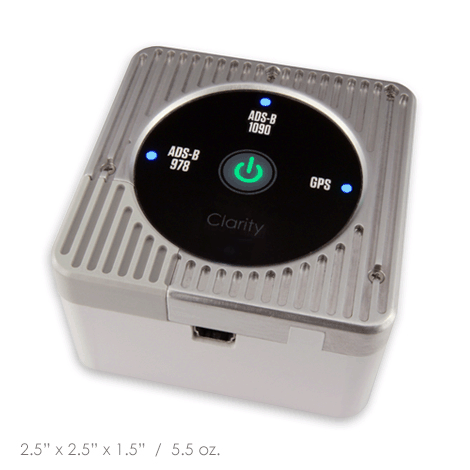 ADS-B
1090
ADS-B
978
GPS
Clarity
2.5” x 2.5” x 1.5”  /  5.5 oz.